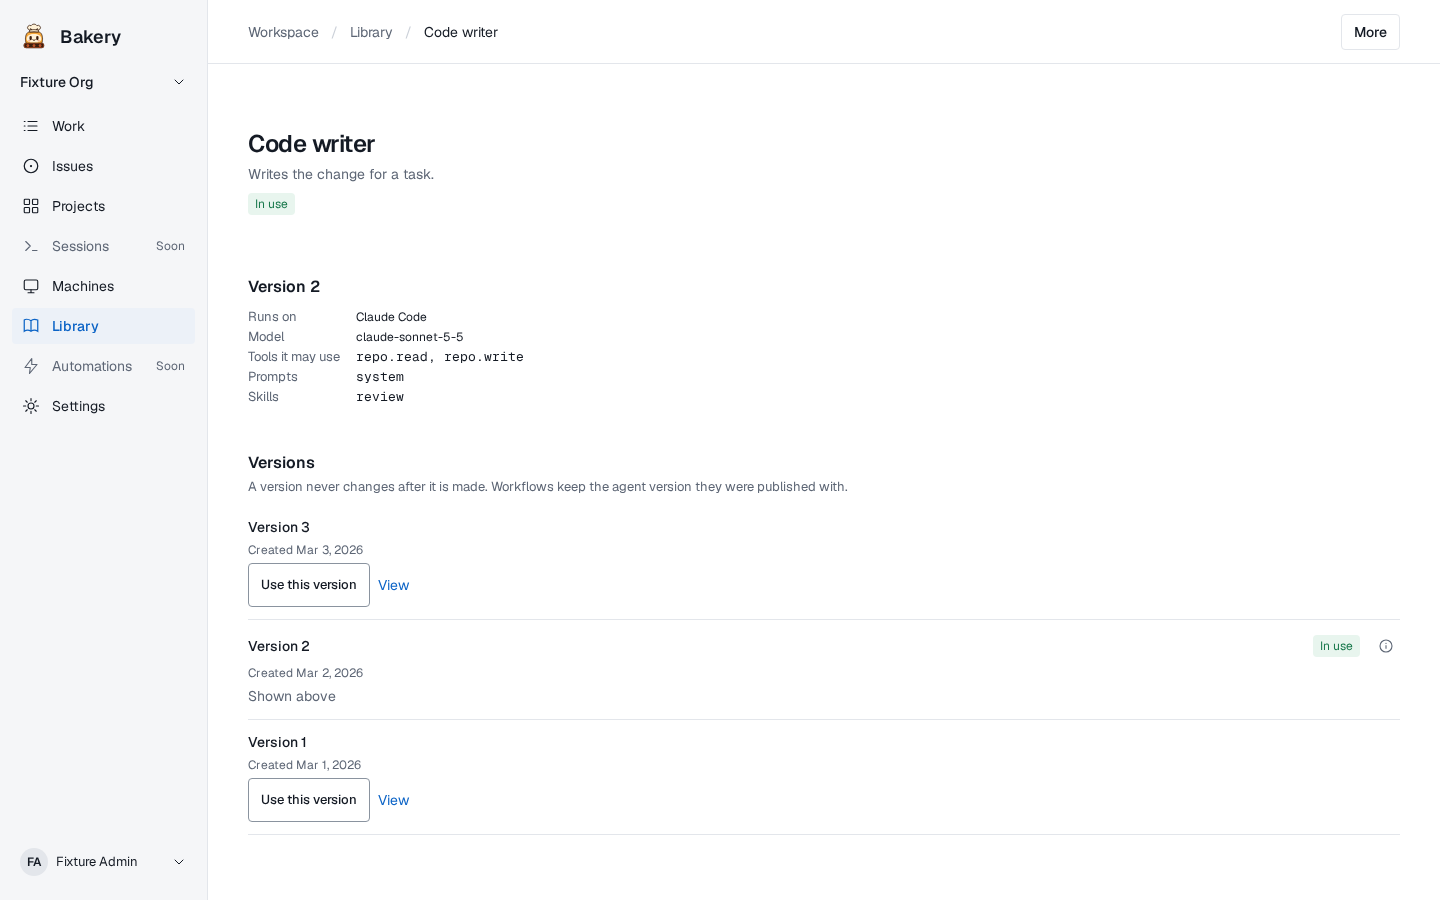 Bakery
Fixture Org
Work
Issues
Projects
Sessions Soon
Machines
Library
Automations Soon
Settings
FA Fixture Admin
Workspace / Library / Code writer
More
Code writer
Writes the change for a task.
In use
Version 2
Runs on Claude Code
Model claude-sonnet-5-5
Tools it may use repo.read, repo.write
Prompts system
Skills review
Versions
A version never changes after it is made. Workflows keep the agent version they were published with.
Version 3
Created Mar 3, 2026
Use this version View
Version 2 In use
Created Mar 2, 2026
Shown above
Version 1
Created Mar 1, 2026
Use this version View